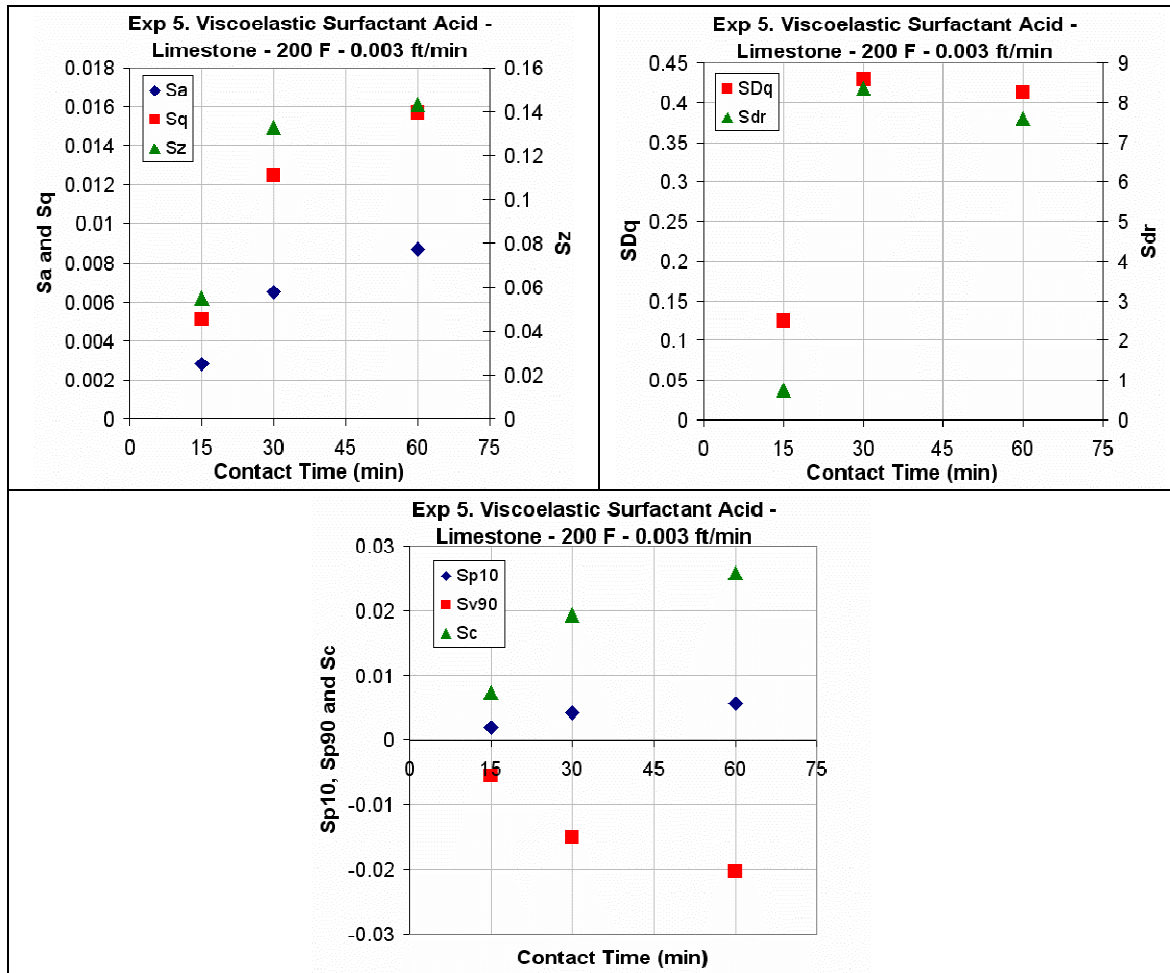 Exp 5. Viscoelastic Surfactant Acid -
Limestone - 200 F - 0.003 ft/min
0.018
0.016
0.014
0.012
0.01
0.008
0.006
0.004
0.002
0
Sa and Sq
Sa
Sq
Sz
0.16
0.14
0.12
0.1
0.08
0.06
0.04
0.02
0
Sz
0 15 30 45 60 75
Contact Time (min)
Exp 5. Viscoelastic Surfactant Acid -
Limestone - 200 F - 0.003 ft/min
0.45
0.4
0.35
0.3
0.25
0.2
0.15
0.1
0.05
0
SDq
SDq
Sdr
9
8
7
6
5
4
3
2
1
0
Sdr
0 15 30 45 60 75
Contact Time (min)
Exp 5. Viscoelastic Surfactant Acid -
Limestone - 200 F - 0.003 ft/min
0.03
0.02
0.01
0
-0.01
-0.02
-0.03
Sp10, Sp90 and Sc
Sp10
Sv90
Sc
0 15 30 45 60 75
Contact Time (min)